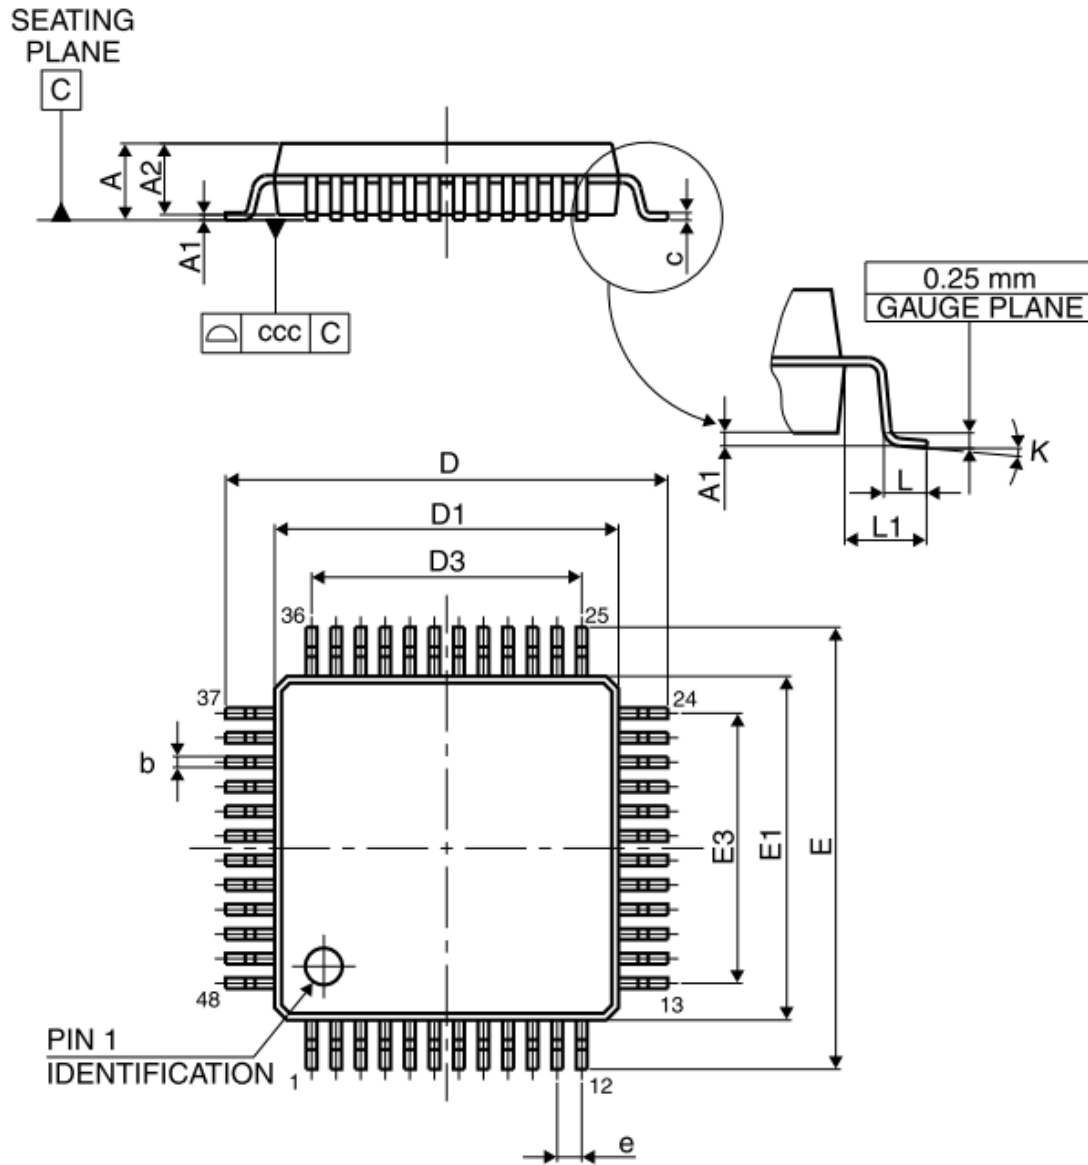 SEATING
PLANE
C
A
A2
A1
c
ccc C
0.25 mm
GAUGE PLANE
A1
K
L
L1
D
D1
D3
36
25
37
24
b
E3
E1
E
48
13
PIN 1
IDENTIFICATION
1
12
e